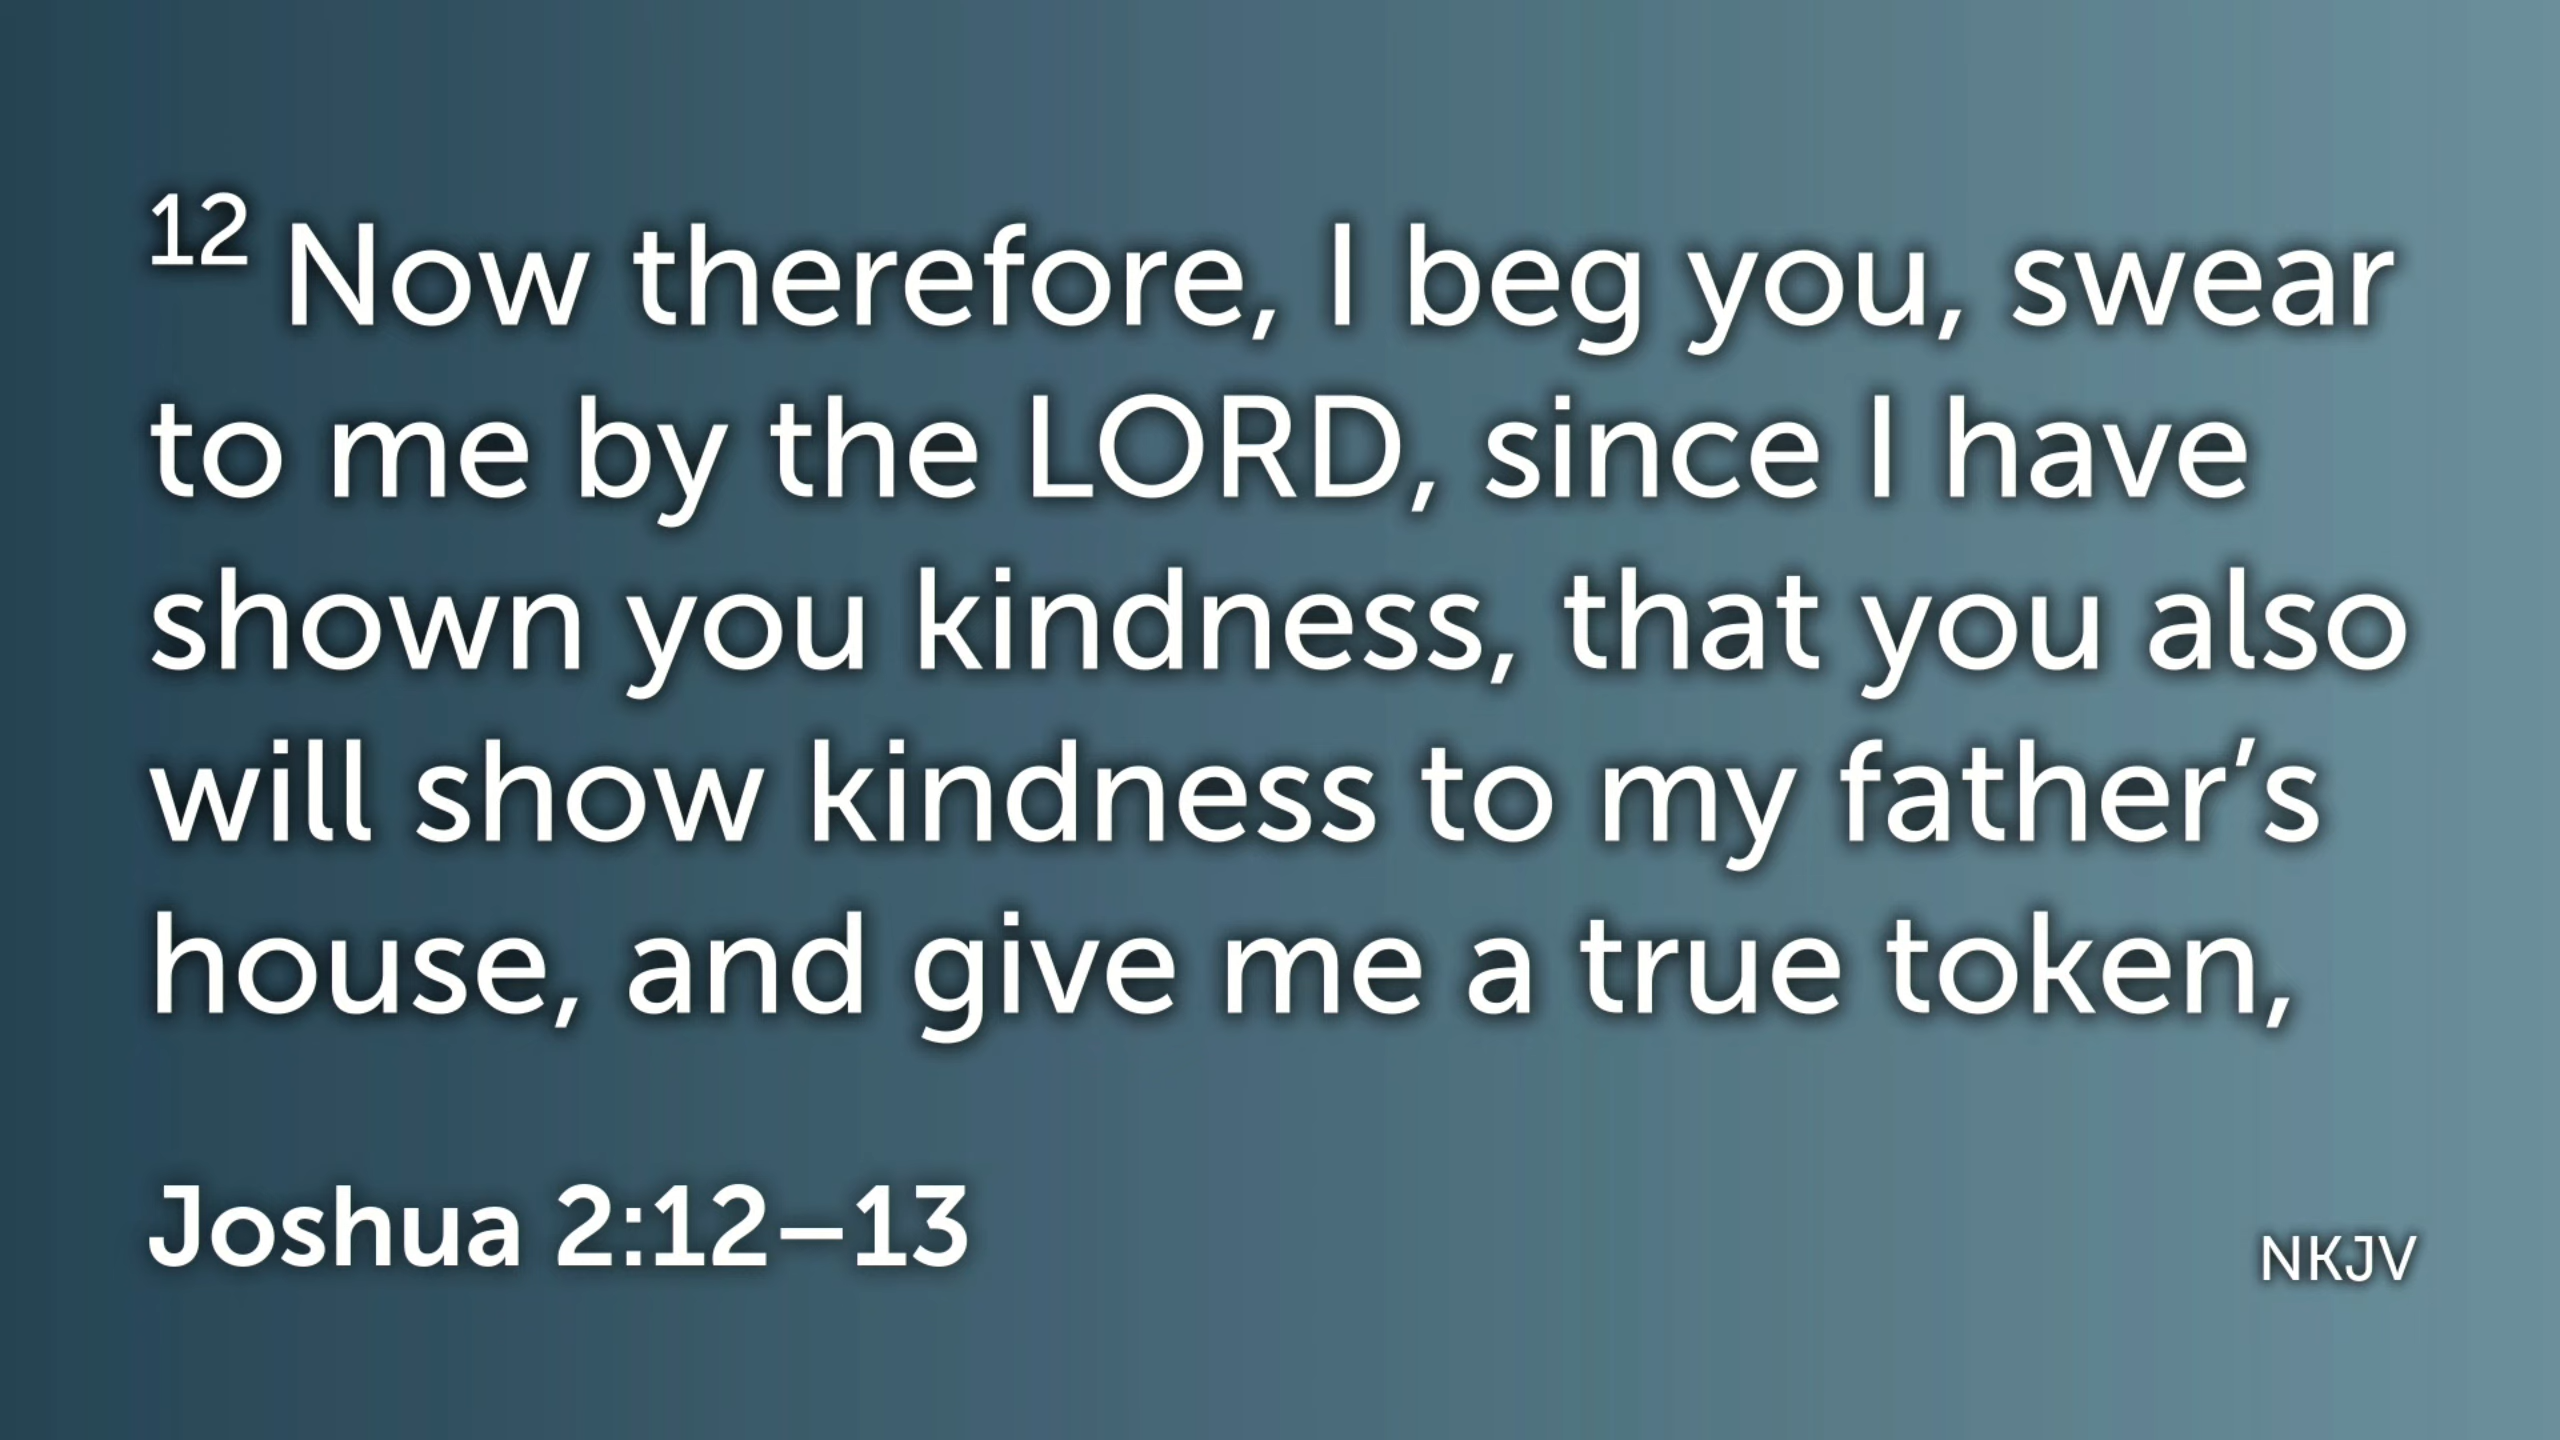 12 Now therefore, I beg you, swear
to me by the LORD, since I have
shown you kindness, that you also
will show kindness to my father’s
house, and give me a true token,
Joshua 2:12–13
NKJV